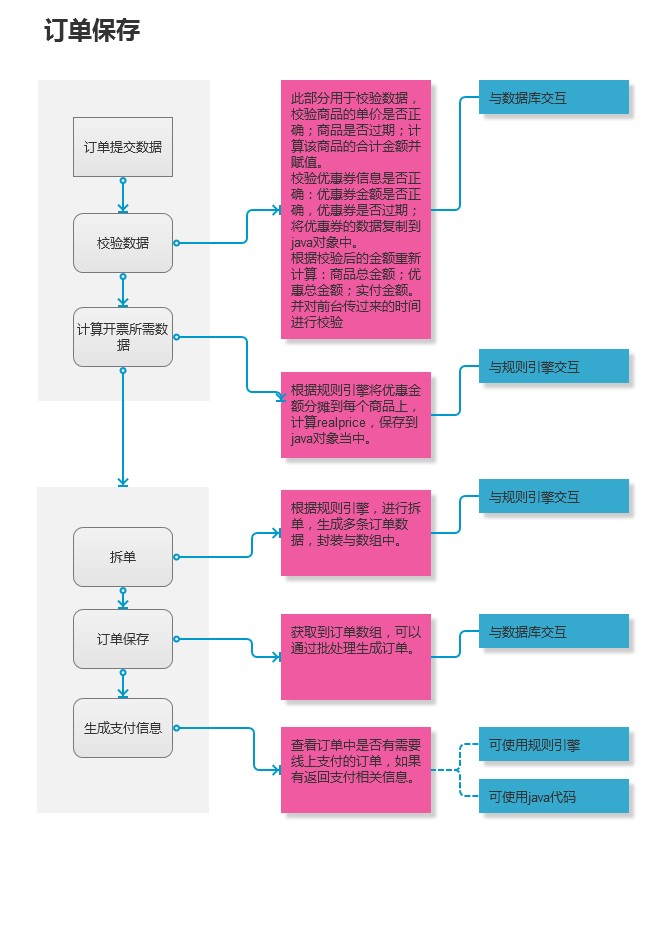 订单保存
订单提交数据
校验数据
计算开票所需数
据
此部分用于校验数据，
校验商品的单价是否正
确；商品是否过期；计
算该商品的合计金额并
赋值。
校验优惠券信息是否正
确：优惠券金额是否正
确，优惠券是否过期；
将优惠券的数据复制到
java对象中。
根据校验后的金额重新
计算：商品总金额；优
惠总金额；实付金额。
并对前台传过来的时间
进行校验
与数据库交互
根据规则引擎将优惠金
额分摊到每个商品上，
计算realprice，保存到
java对象当中。
与规则引擎交互
拆单
订单保存
生成支付信息
根据规则引擎，进行拆
单，生成多条订单数
据，封装与数组中。
与规则引擎交互
获取到订单数组，可以
通过批处理生成订单。
与数据库交互
查看订单中是否有需要
线上支付的订单，如果
有返回支付相关信息。
可使用规则引擎
可使用java代码